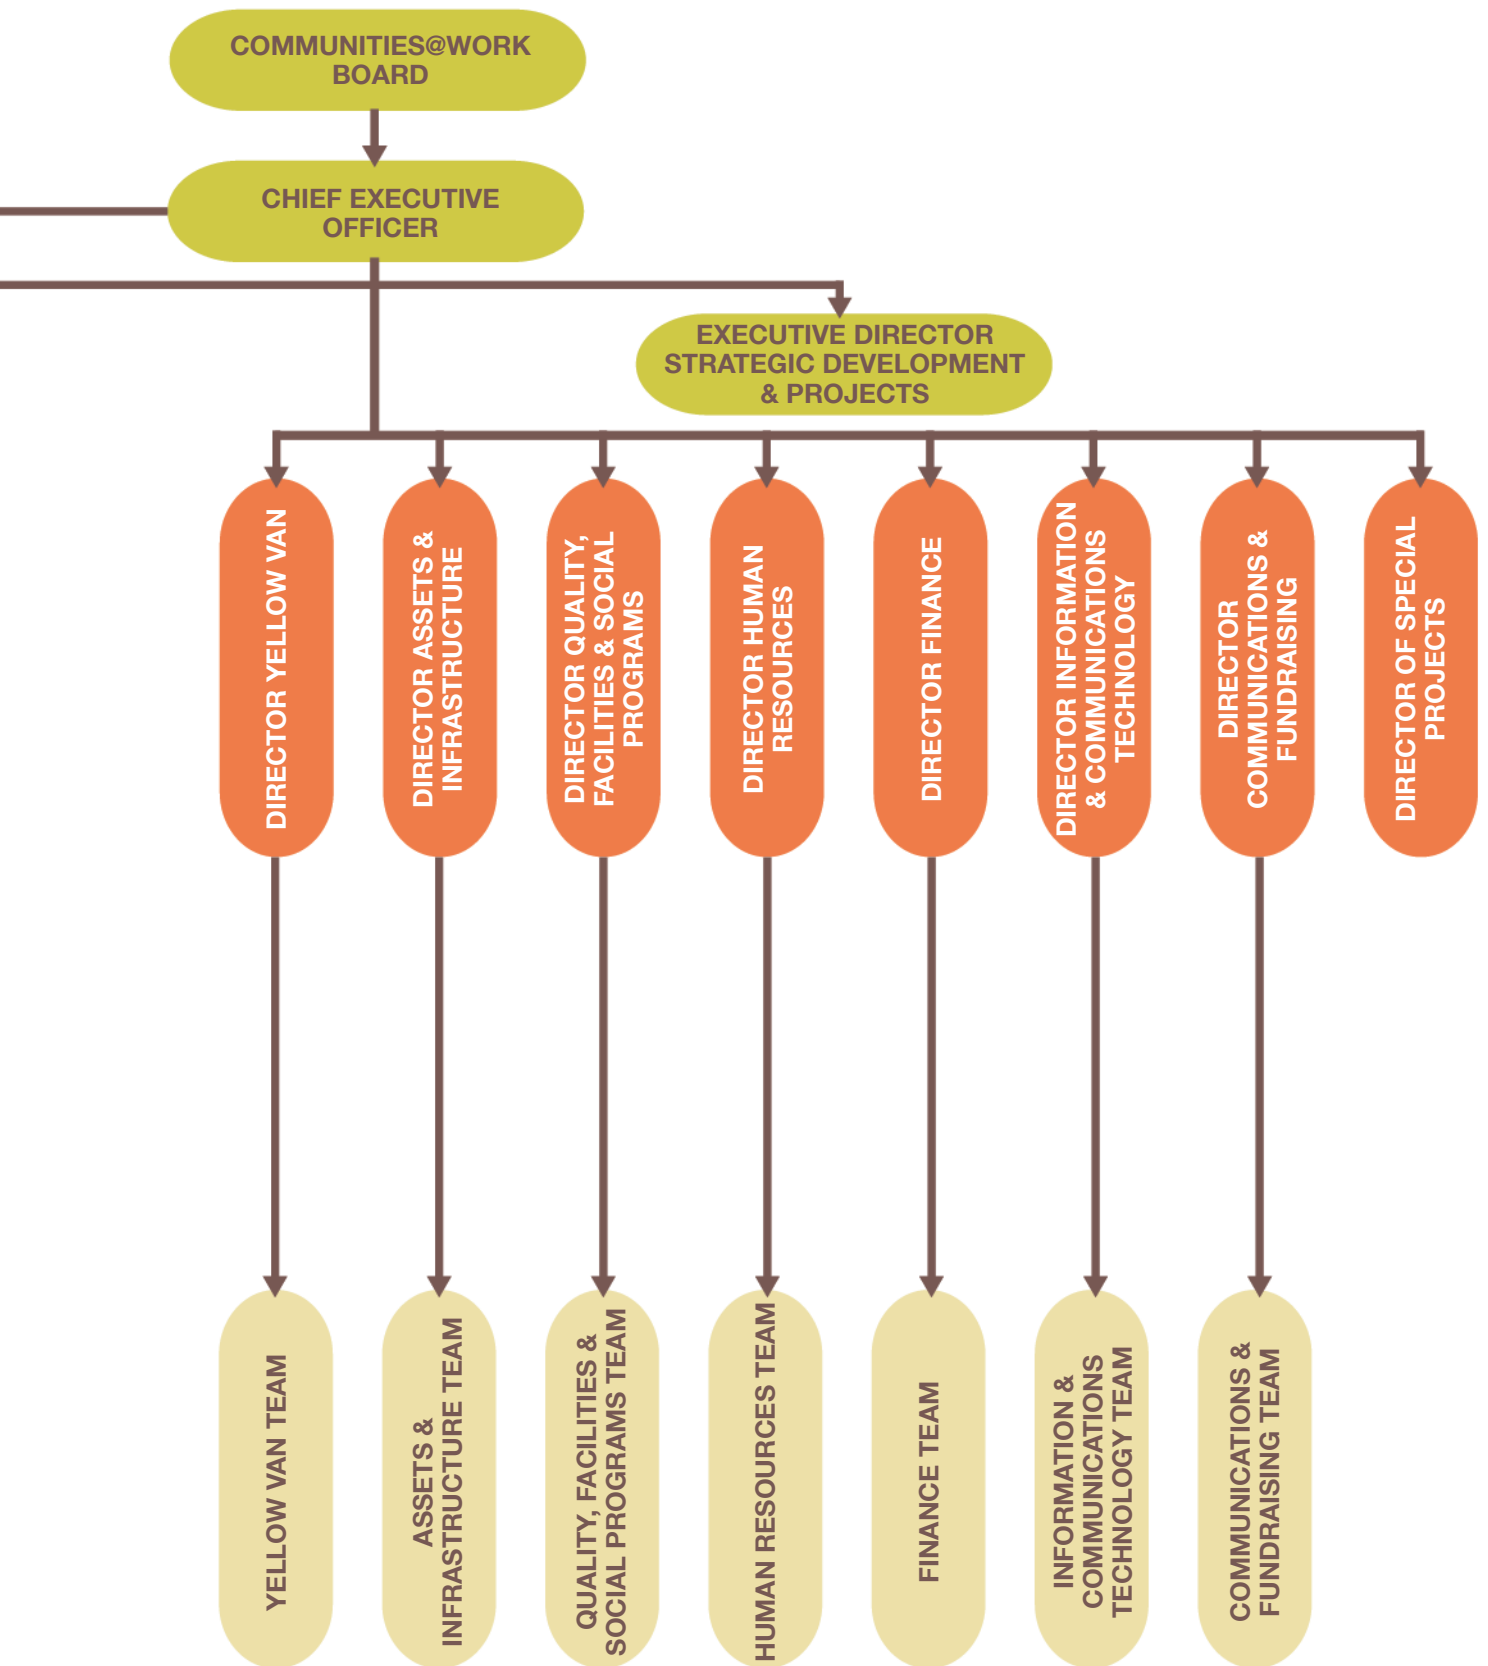 COMMUNITIES@WORK
BOARD
CHIEF EXECUTIVE
OFFICER
EXECUTIVE DIRECTOR
STRATEGIC DEVELOPMENT
& PROJECTS
DIRECTOR YELLOW VAN
DIRECTOR ASSETS &
INFRASTRUCTURE
DIRECTOR QUALITY,
FACILITIES & SOCIAL
PROGRAMS
DIRECTOR HUMAN
RESOURCES
DIRECTOR FINANCE
DIRECTOR INFORMATION
& COMMUNICATIONS
TECHNOLOGY
DIRECTOR
COMMUNICATIONS &
FUNDRAISING
DIRECTOR OF SPECIAL
PROJECTS
YELLOW VAN TEAM
ASSETS &
INFRASTRUCTURE TEAM
QUALITY, FACILITIES &
SOCIAL PROGRAMS TEAM
HUMAN RESOURCES TEAM
FINANCE TEAM
INFORMATION &
COMMUNICATIONS
TECHNOLOGY TEAM
COMMUNICATIONS &
FUNDRAISING TEAM